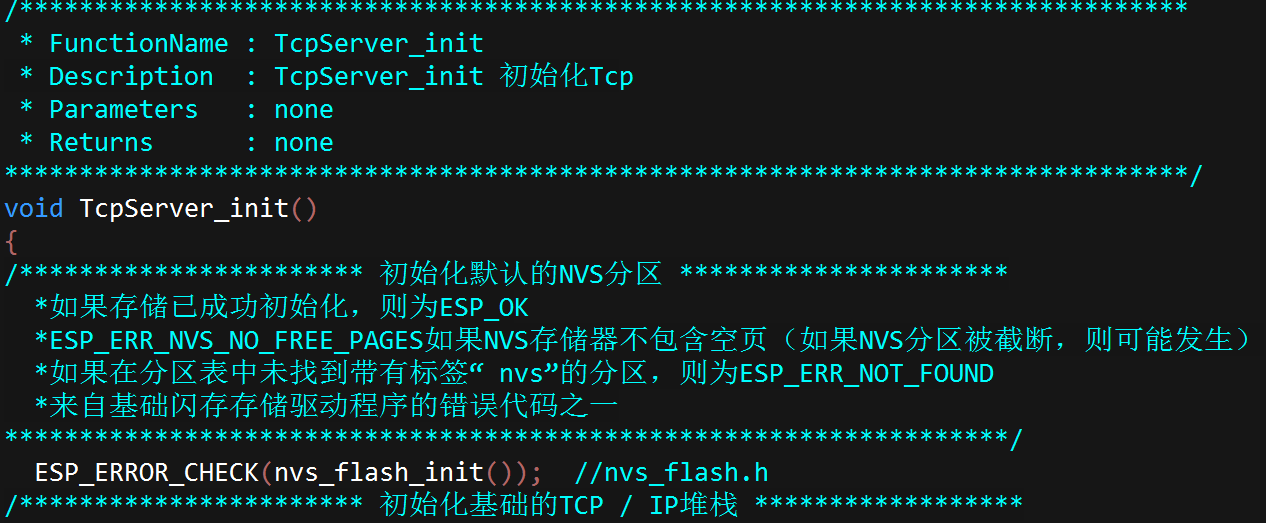 /******************************************************************************
 * FunctionName : TcpServer_init
 * Description  : TcpServer_init 初始化Tcp
 * Parameters   : none
 * Returns      : none
*******************************************************************************/
void TcpServer_init()
{
/*********************** 初始化默认的NVS分区 **********************
  *如果存储已成功初始化，则为ESP_OK
  *ESP_ERR_NVS_NO_FREE_PAGES如果NVS存储器不包含空页（如果NVS分区被截断，则可能发生）
  *如果在分区表中未找到带有标签“ nvs”的分区，则为ESP_ERR_NOT_FOUND
  *来自基础闪存存储驱动程序的错误代码之一
*******************************************************************/
  ESP_ERROR_CHECK(nvs_flash_init());  //nvs_flash.h
/*********************** 初始化基础的TCP / IP堆栈 ******************